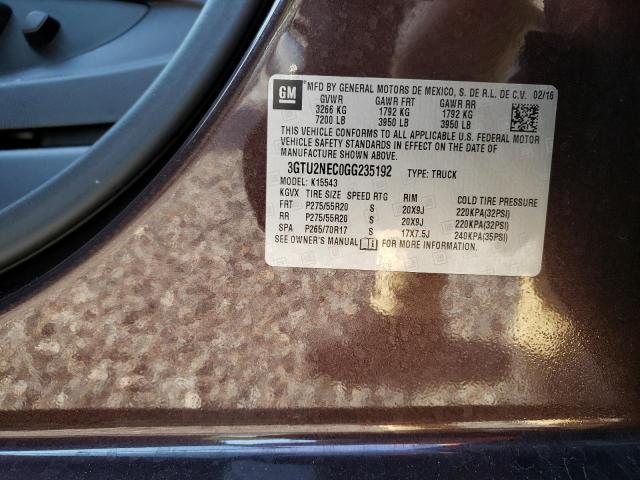 GM
MFD BY GENERAL MOTORS DE MEXICO, S. DE R.L. DE C.V. 02/16
GVWR GAWR FRT GAWR RR
3266 KG 1792 KG 1792 KG
7200 LB 3950 LB 3950 LB
THIS VEHICLE CONFORMS TO ALL APPLICABLE U.S. FEDERAL MOTOR
VEHICLE SAFETY STANDARDS IN EFFECT ON THE DATE OF
MANUFACTURE SHOWN ABOVE.
3GTU2NEC0GG235192 TYPE: TRUCK
MODEL: K15543
KGVX TIRE SIZE SPEED RTG RIM COLD TIRE PRESSURE
FRT P275/55R20 S 20X9J 220KPA(32PSI)
RR P275/55R20 S 20X9J 220KPA(32PSI)
SPA P265/70R17 S 17X7.5J 240KPA(35PSI)
SEE OWNER'S MANUAL FOR MORE INFORMATION.